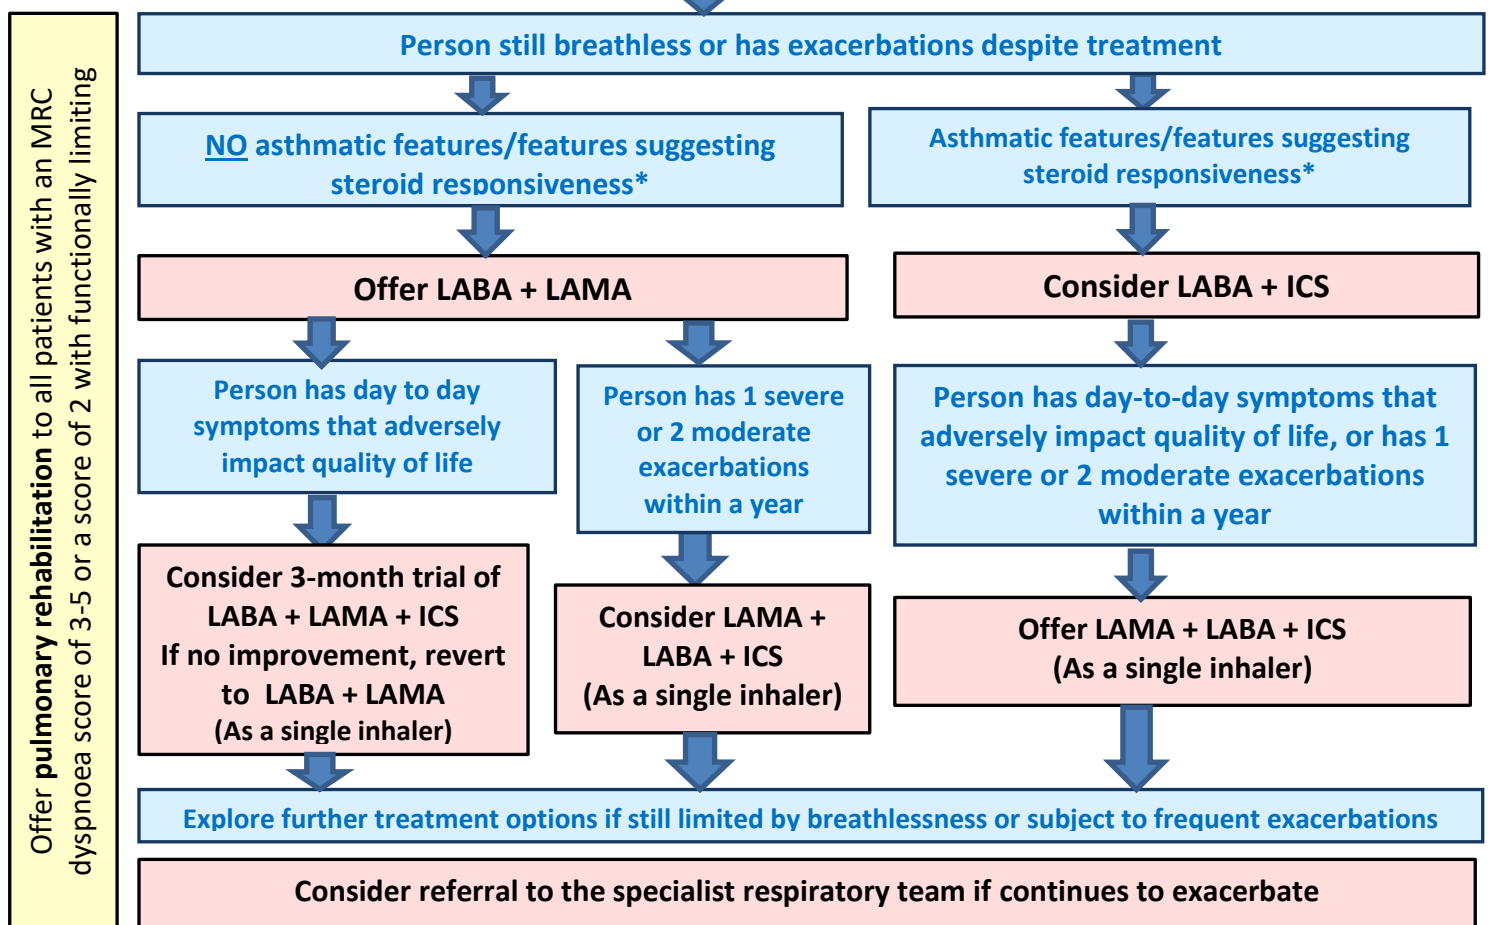 Offer pulmonary rehabilitation to all patients with an MRC
dyspnoea score of 3-5 or a score of 2 with functionally limiting
Person still breathless or has exacerbations despite treatment
NO asmathic features/features suggesting
steroid responsiveness*
Asthmatic features/features suggesting
steroid responsiveness*
Offer LABA + LAMA
Consider LABA + ICS
Person has day to day
symptoms that adversely
impact quality of life
Person has 1 severe
or 2 moderate
exacerbations
within a year
Person has day-to-day symptoms that
adversely impact quality of life, or has 1
severe or 2 moderate exacerbations
within a year
Consider 3-month trial of
LABA + LAMA + ICS
If no improvement, revert
to LABA + LAMA
(As a single inhaler)
Consider LAMA +
LABA + ICS
(As a single inhaler)
Offer LAMA + LABA + ICS
(As a single inhaler)
Explore further treatment options if still limited by breathlessness or subject to frequent exacerbations
Consider referral to the specialist respiratory team if continues to exacerbate